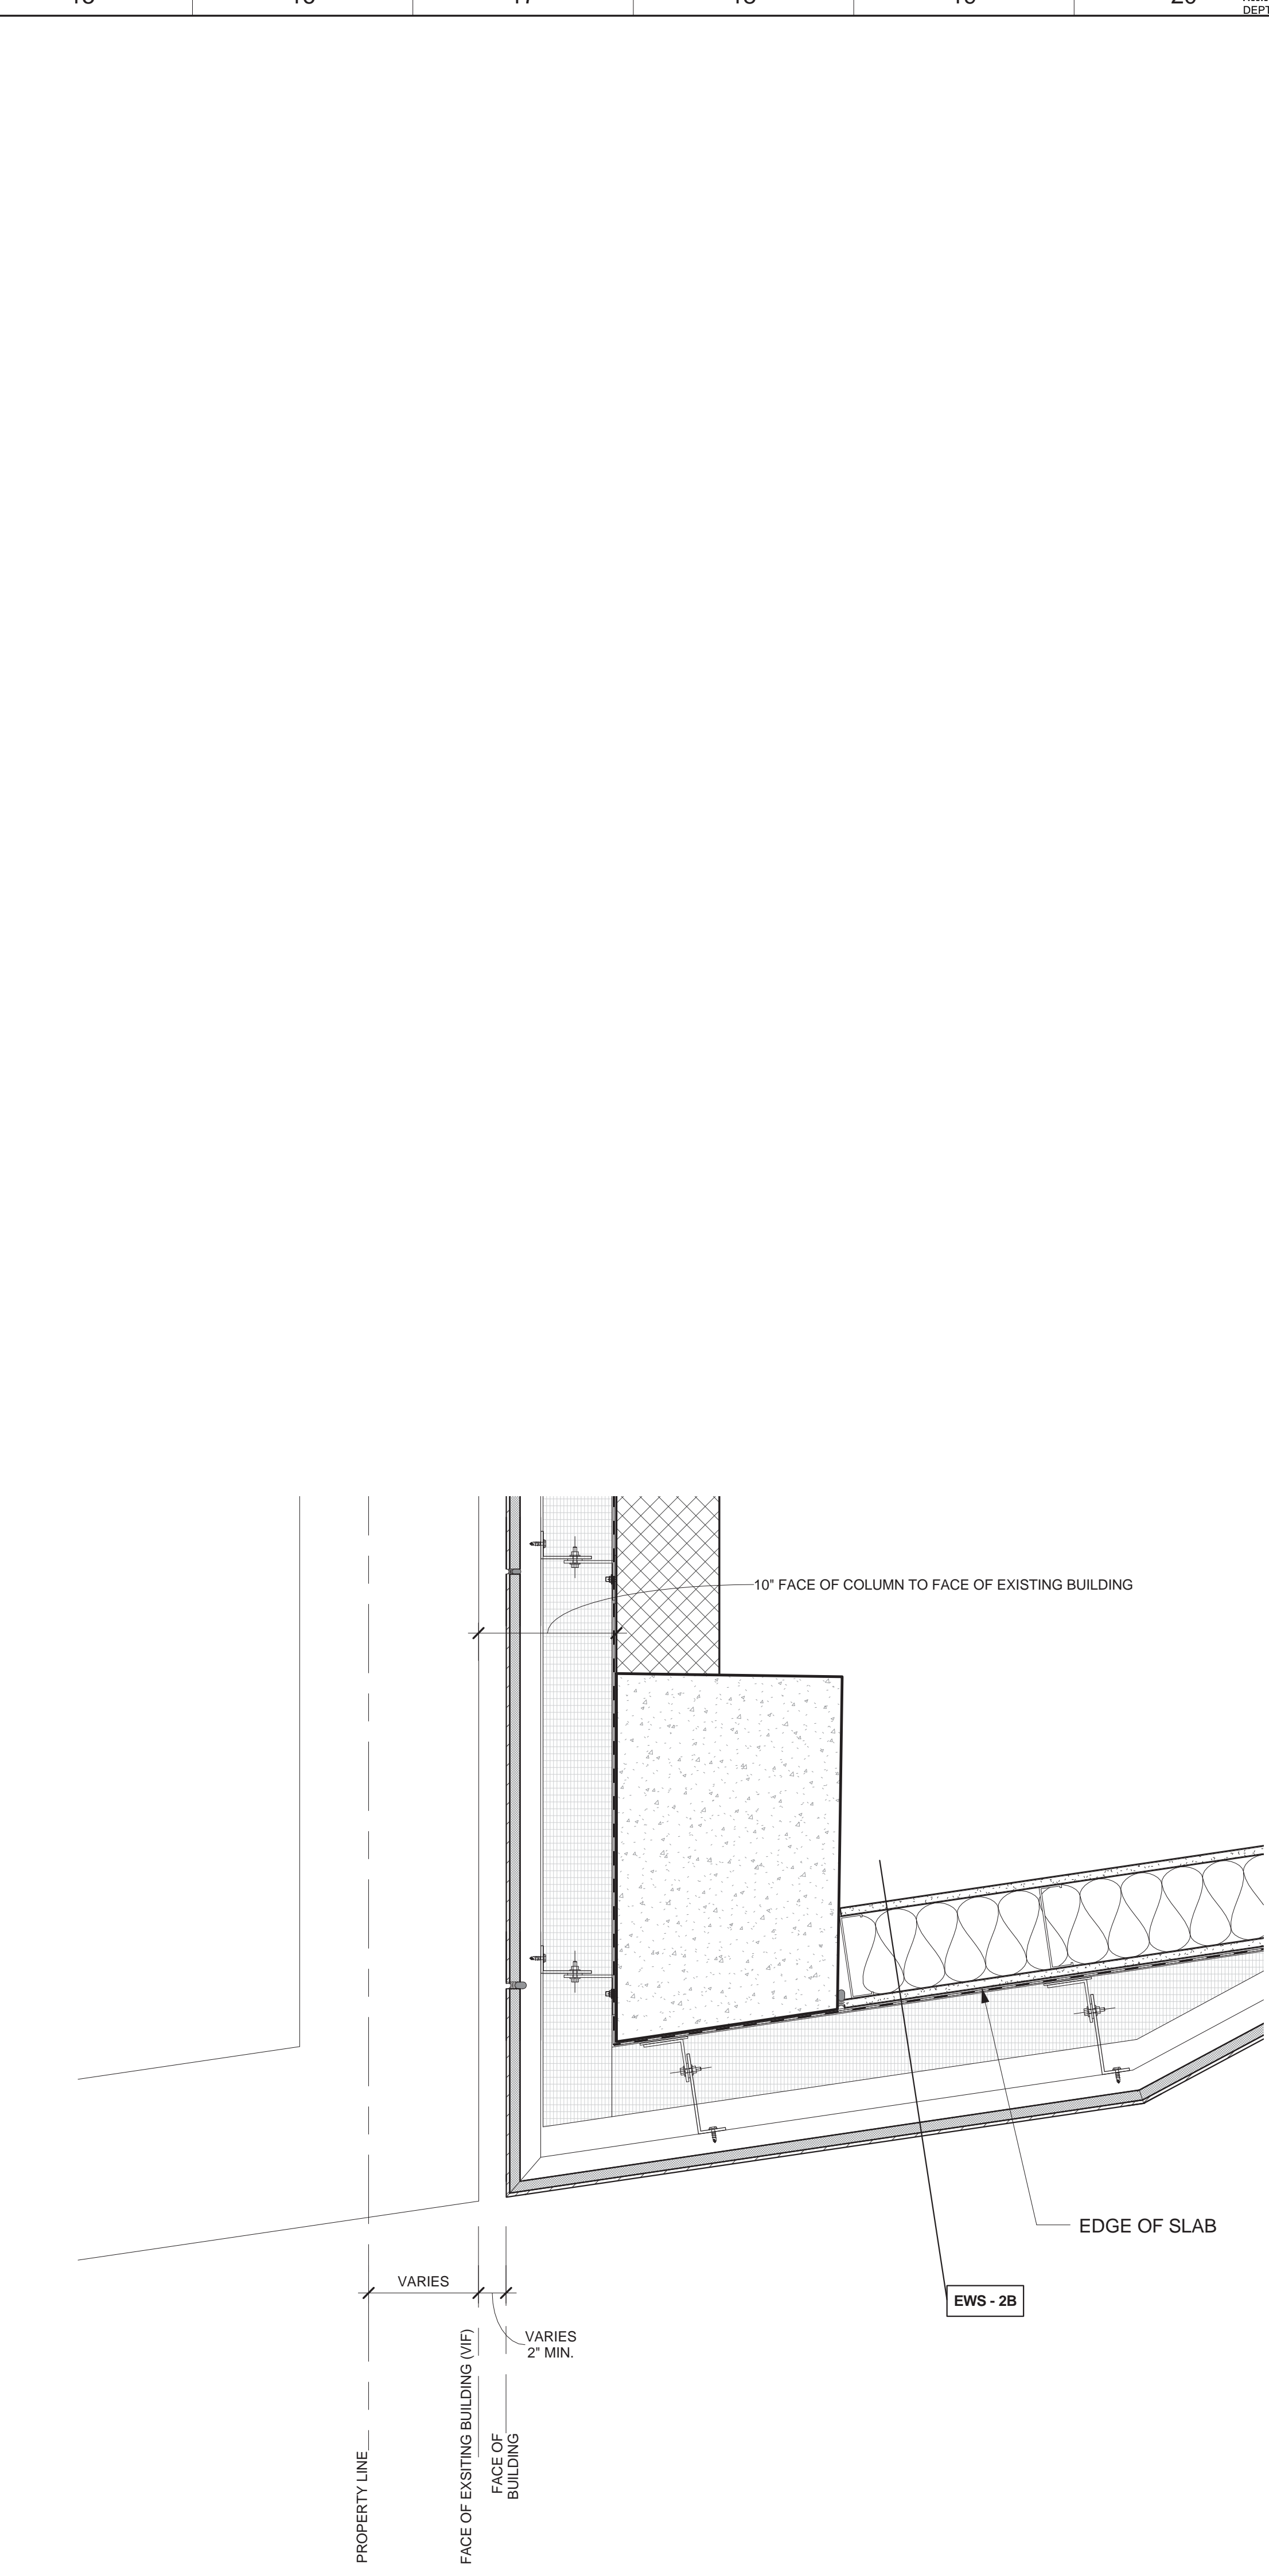 DEPT
10" FACE OF COLUMN TO FACE OF EXISTING BUILDING
EDGE OF SLAB
VARIES
EWS - 2B
VARIES
2" MIN.
PROPERTY LINE
FACE OF EXSITING BUILDING (VIF)
FACE OF
BUILDING